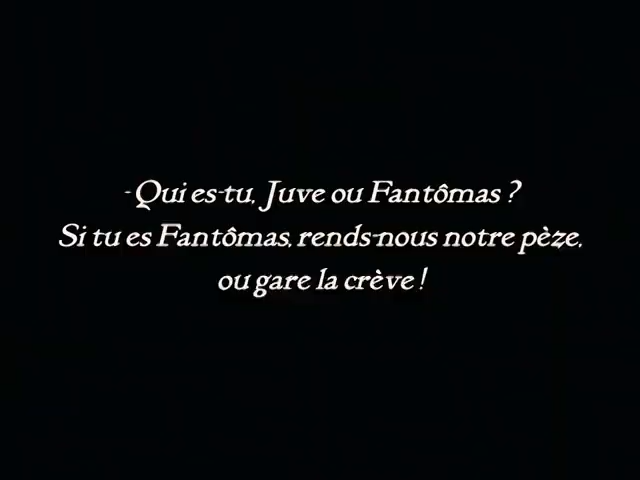 - Qui es-tu, Juve ou Fantômas ?
Si tu es Fantômas, rends-nous notre pèze,
ou gare la crève !